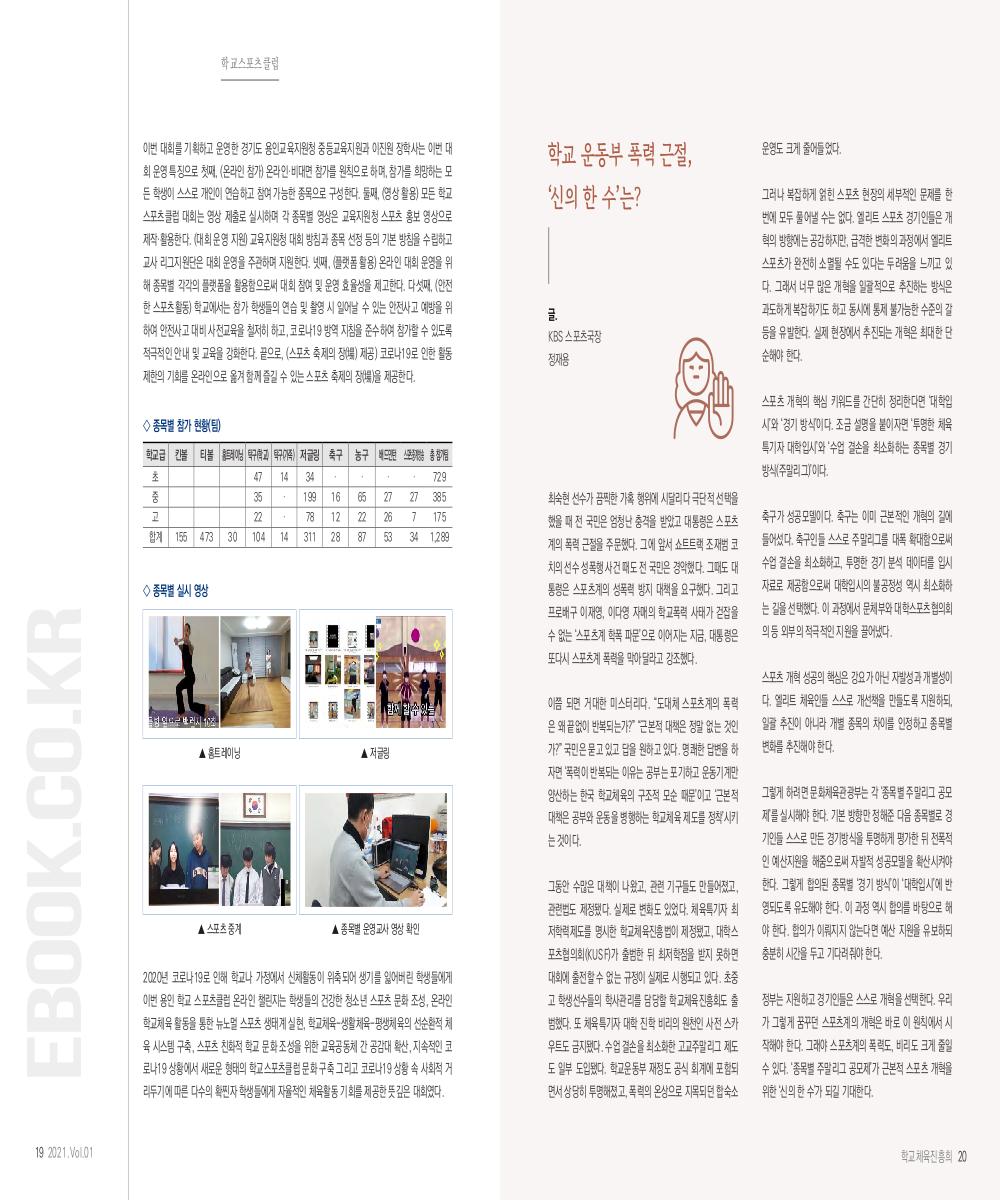 학교스포츠클럽
이번 대회를 기획하고 운영한 경기도 용인교육지원청 중등교육지원과 이진원 장학사는 이번 대
회 운영 특징으로 첫째, (온라인 참가) 온라인·비대면 참가를 원칙으로 하며, 참가를 희망하는 모
든 학생이 스스로 개인이 연습하고 참여 가능한 종목으로 구성한다. 둘째, (영상 활용) 모든 학교
스포츠클럽 대회는 영상 제출로 실시하며 각 종목별 영상은 교육지원청 스포츠 홍보 영상으로
제작·활용한다. (대회 운영 지원) 교육지원청 대회 방침과 종목 선정 등의 기본 방침을 수립하고
교사 리그지원단은 대회 운영을 주관하며 지원한다. 넷째, (플랫폼 활용) 온라인 대회 운영을 위
해 종목별 각각의 플랫폼을 활용함으로써 대회 참여 및 운영 효율성을 제고한다. 다섯째, (안전
한 스포츠 활동) 학교에서는 참가 학생들의 연습 및 촬영 시 일어날 수 있는 안전사고 예방을 위
하여 안전사고 대비 사전교육을 철저히 하고, 코로나19 방역 지침을 준수하여 참가할 수 있도록
적극적인 안내 및 교육을 강화한다. 끝으로, (스포츠 축제의 장(場) 제공) 코로나19로 인한 활동
제한의 기회를 온라인으로 옮겨 함께 즐길 수 있는 스포츠 축제의 장(場)을 제공한다.
◇ 종목별 참가 현황(팀)
학교급 킨볼 티볼 홈트레이닝 탁구(학교) 탁구(가족) 저글링 축구 농구 배드민턴 스포츠개방송 총 참가팀
초 47 14 34 · · · · 729
중 35 · 199 16 65 27 27 385
고 22 · 78 12 22 26 7 175
합계 155 473 30 104 14 311 28 87 53 34 1,289
◇ 종목별 실시 영상
▲ 홈트레이닝
▲ 저글링
▲ 스포츠 중계
▲ 종목별 운영교사 영상 확인
2020년 코로나19로 인해 학교나 가정에서 신체활동이 위축되어 생기를 잃어버린 학생들에게
이번 용인 학교 스포츠클럽 온라인 챌린지는 학생들의 건강한 청소년 스포츠 문화 조성, 온라인
학교체육 활동을 통한 뉴노멀 스포츠 생태계 실현, 학교체육-생활체육-평생체육의 선순환적 체
육 시스템 구축, 스포츠 친화적 학교 문화 조성을 위한 교육공동체 간 공감대 확산, 지속적인 코
로나19 상황에서 새로운 형태의 학교스포츠클럽 문화 구축 그리고 코로나19 상황 속 사회적 거
리두기에 따른 다수의 확찐자 학생들에게 자율적인 체육활동 기회를 제공한 뜻깊은 대회였다.
EBOOK.CO.KR
19 2021.Vol.01
학교 운동부 폭력 근절,
'신의 한 수'는?
글.
KBS 스포츠국장
정재용
최숙현 선수가 끔찍한 가혹 행위에 시달리다 극단적 선택을
했을 때 전 국민은 엄청난 충격을 받았고 대통령은 스포츠
계의 폭력 근절을 주문했다. 그에 앞서 쇼트트랙 조재범 코
치의 선수 성폭행 사건 때도 전 국민은 경악했다. 그때도 대
통령은 스포츠계의 성폭력 방지 대책을 요구했다. 그리고
프로배구 이재영, 이다영 자매의 학교폭력 사태가 걷잡을
수 없는 '스포츠계 학폭 파문'으로 이어지는 지금, 대통령은
또다시 스포츠계 폭력을 막아달라고 강조했다.
이쯤 되면 거대한 미스터리다. "도대체 스포츠계의 폭력
은 왜 끝없이 반복되는가?" "근본적 대책은 정말 없는 것인
가?" 국민은 묻고 있고 답을 원하고 있다. 명쾌한 답변을 하
자면 '폭력이 반복되는 이유는 공부는 포기하고 운동기계만
양산하는 한국 학교체육의 구조적 모순 때문'이고 '근본적
대책은 공부와 운동을 병행하는 학교체육 제도를 정착'시키
는 것이다.
그동안 수많은 대책이 나왔고, 관련 기구들도 만들어졌고,
관련법도 제정됐다. 실제로 변화도 있었다. 체육특기자 최
저학력제도를 명시한 학교체육진흥법이 제정됐고, 대학스
포츠협의회(KUSF)가 출범한 뒤 최저학점을 받지 못하면
대회에 출전할 수 없는 규정이 실제로 시행되고 있다. 초중
고 학생선수들의 학사관리를 담당할 학교체육진흥회도 출
범했다. 또 체육특기자 대학 진학 비리의 원천인 사전 스카
우트도 금지됐다. 수업 결손을 최소화한 고교주말리그 제도
도 일부 도입됐다. 학교운동부 재정도 공식 회계에 포함되
면서 상당히 투명해졌고, 폭력의 온상으로 지목되던 합숙소
운영도 크게 줄어들었다.
그러나 복잡하게 얽힌 스포츠 현장의 세부적인 문제를 한
번에 모두 풀어낼 수는 없다. 엘리트 스포츠 경기인들은 개
혁의 방향에는 공감하지만, 급격한 변화의 과정에서 엘리트
스포츠가 완전히 소멸될 수도 있다는 두려움을 느끼고 있
다. 그래서 너무 많은 개혁을 일괄적으로 추진하는 방식은
과도하게 복잡하기도 하고 동시에 통제 불가능한 수준의 갈
등을 유발한다. 실제 현장에서 추진되는 개혁은 최대한 단
순해야 한다.
스포츠 개혁의 핵심 키워드를 간단히 정리한다면 '대학입
시'와 '경기 방식'이다. 조금 설명을 붙이자면 '투명한 체육
특기자 대학입시'와 '수업 결손을 최소화하는 종목별 경기
방식(주말리그)'이다.
축구가 성공모델이다. 축구는 이미 근본적인 개혁의 길에
들어섰다. 축구인들 스스로 주말리그를 대폭 확대함으로써
수업 결손을 최소화하고, 투명한 경기 분석 데이터를 입시
자료로 제공함으로써 대학입시의 불공정성 역시 최소화하
는 길을 선택했다. 이 과정에서 문체부와 대학스포츠협의회
의 등 외부의 적극적인 지원을 끌어냈다.
스포츠 개혁 성공의 핵심은 강요가 아닌 자발성과 개별성이
다. 엘리트 체육인들 스스로 개선책을 만들도록 지원하되,
일괄 추진이 아니라 개별 종목의 차이를 인정하고 종목별
변화를 추진해야 한다.
그렇게 하려면 문화체육관광부는 각 '종목별 주말리그 공모
제'를 실시해야 한다. 기본 방향만 정해준 다음 종목별로 경
기인들 스스로 만든 경기방식을 투명하게 평가한 뒤 전폭적
인 예산지원을 해줌으로써 자발적 성공모델을 확산시켜야
한다. 그렇게 합의된 종목별 '경기 방식'이 '대학입시'에 반
영되도록 유도해야 한다. 이 과정 역시 합의를 바탕으로 해
야 한다. 합의가 이뤄지지 않는다면 예산 지원을 유보하되
충분히 시간을 두고 기다려줘야 한다.
정부는 지원하고 경기인들은 스스로 개혁을 선택한다. 우리
가 그렇게 꿈꾸던 스포츠계의 개혁은 바로 이 원칙에서 시
작해야 한다. 그래야 스포츠계의 폭력도, 비리도 크게 줄일
수 있다. '종목별 주말리그 공모제'가 근본적 스포츠 개혁을
위한 '신의 한 수'가 되길 기대한다.
학교체육진흥회 20